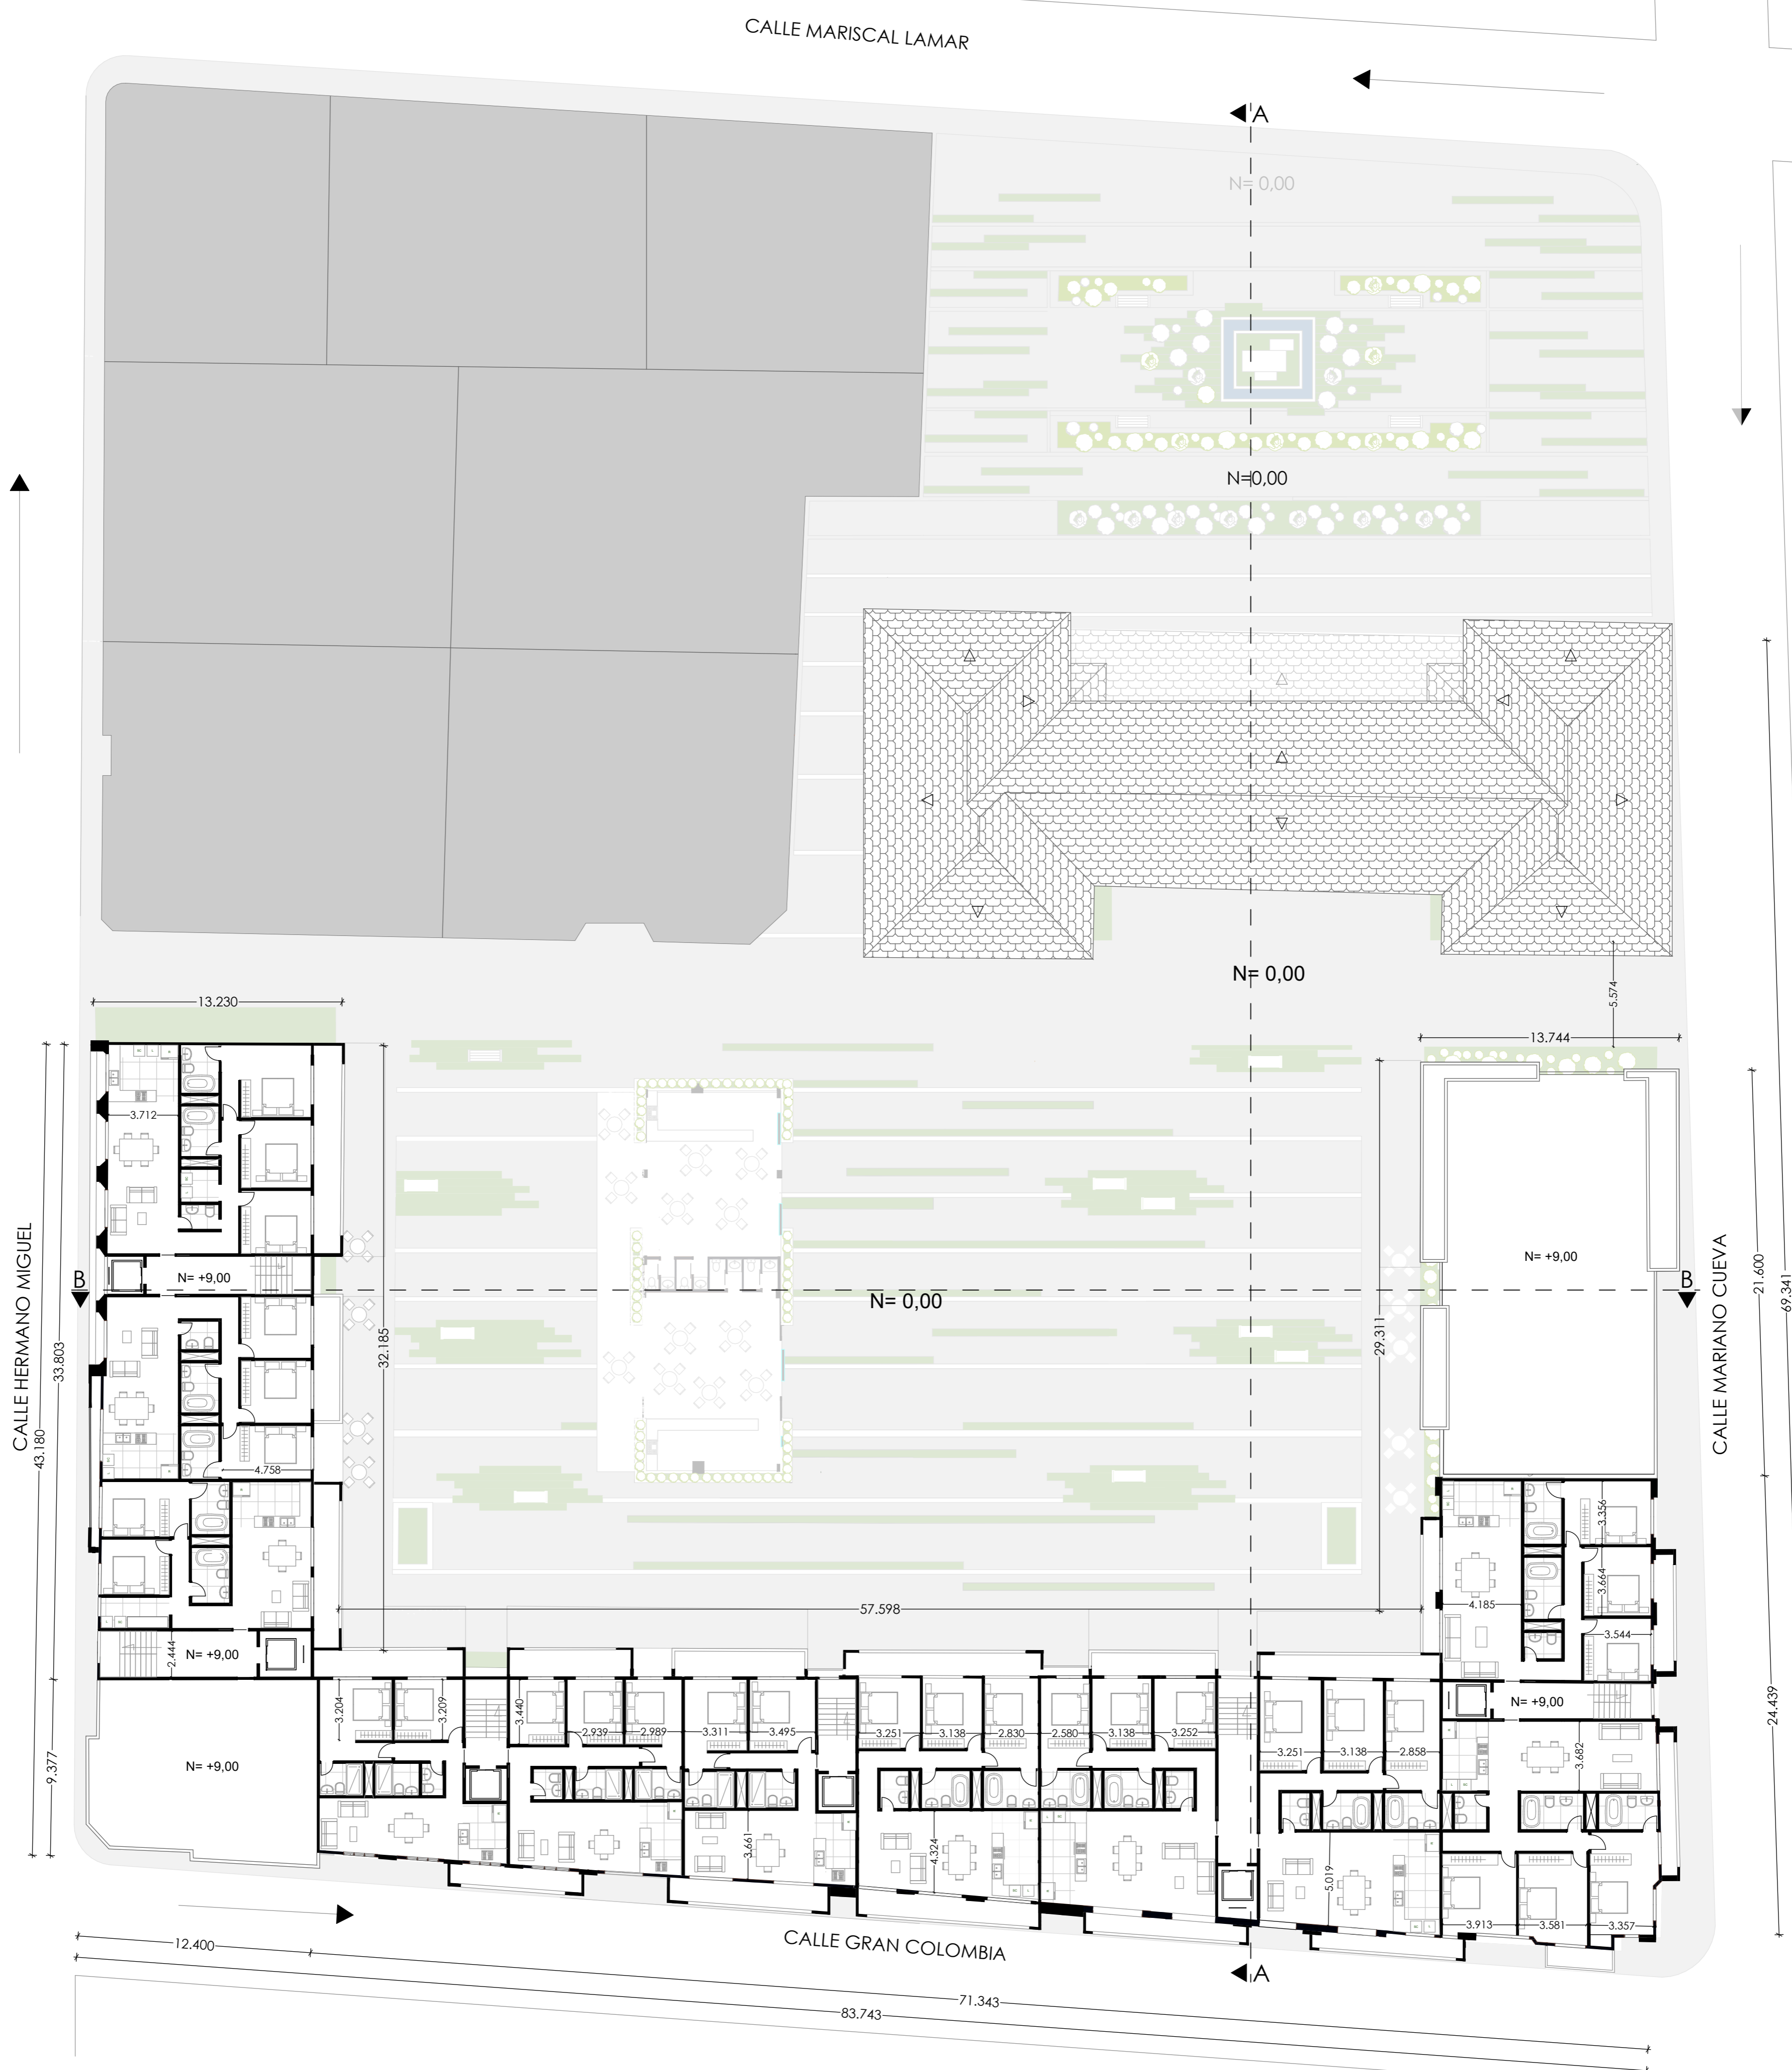 CALLE MARISCAL LAMAR
A
N= 0,00
N=0,00
N= 0,00
5.574
13.230
13.744
3.712
CALLE HERMANO MIGUEL
43.180
33.803
32.185
29.311
B
N= +9,00
N= 0,00
N= +9,00
B
CALLE MARIANO CUEVA
21.600
69.341
4.758
3.356
3.664
4.185
3.544
57.598
2.444
N= +9,00
N= +9,00
24.439
9.377
N= +9,00
3.204
3.209
3.440
2.939
2.989
3.311
3.495
3.251
3.138
2.830
2.580
3.138
3.252
3.251
3.138
2.858
3.682
3.661
4.324
5.019
3.913
3.581
3.357
CALLE GRAN COLOMBIA
A
12.400
71.343
83.743